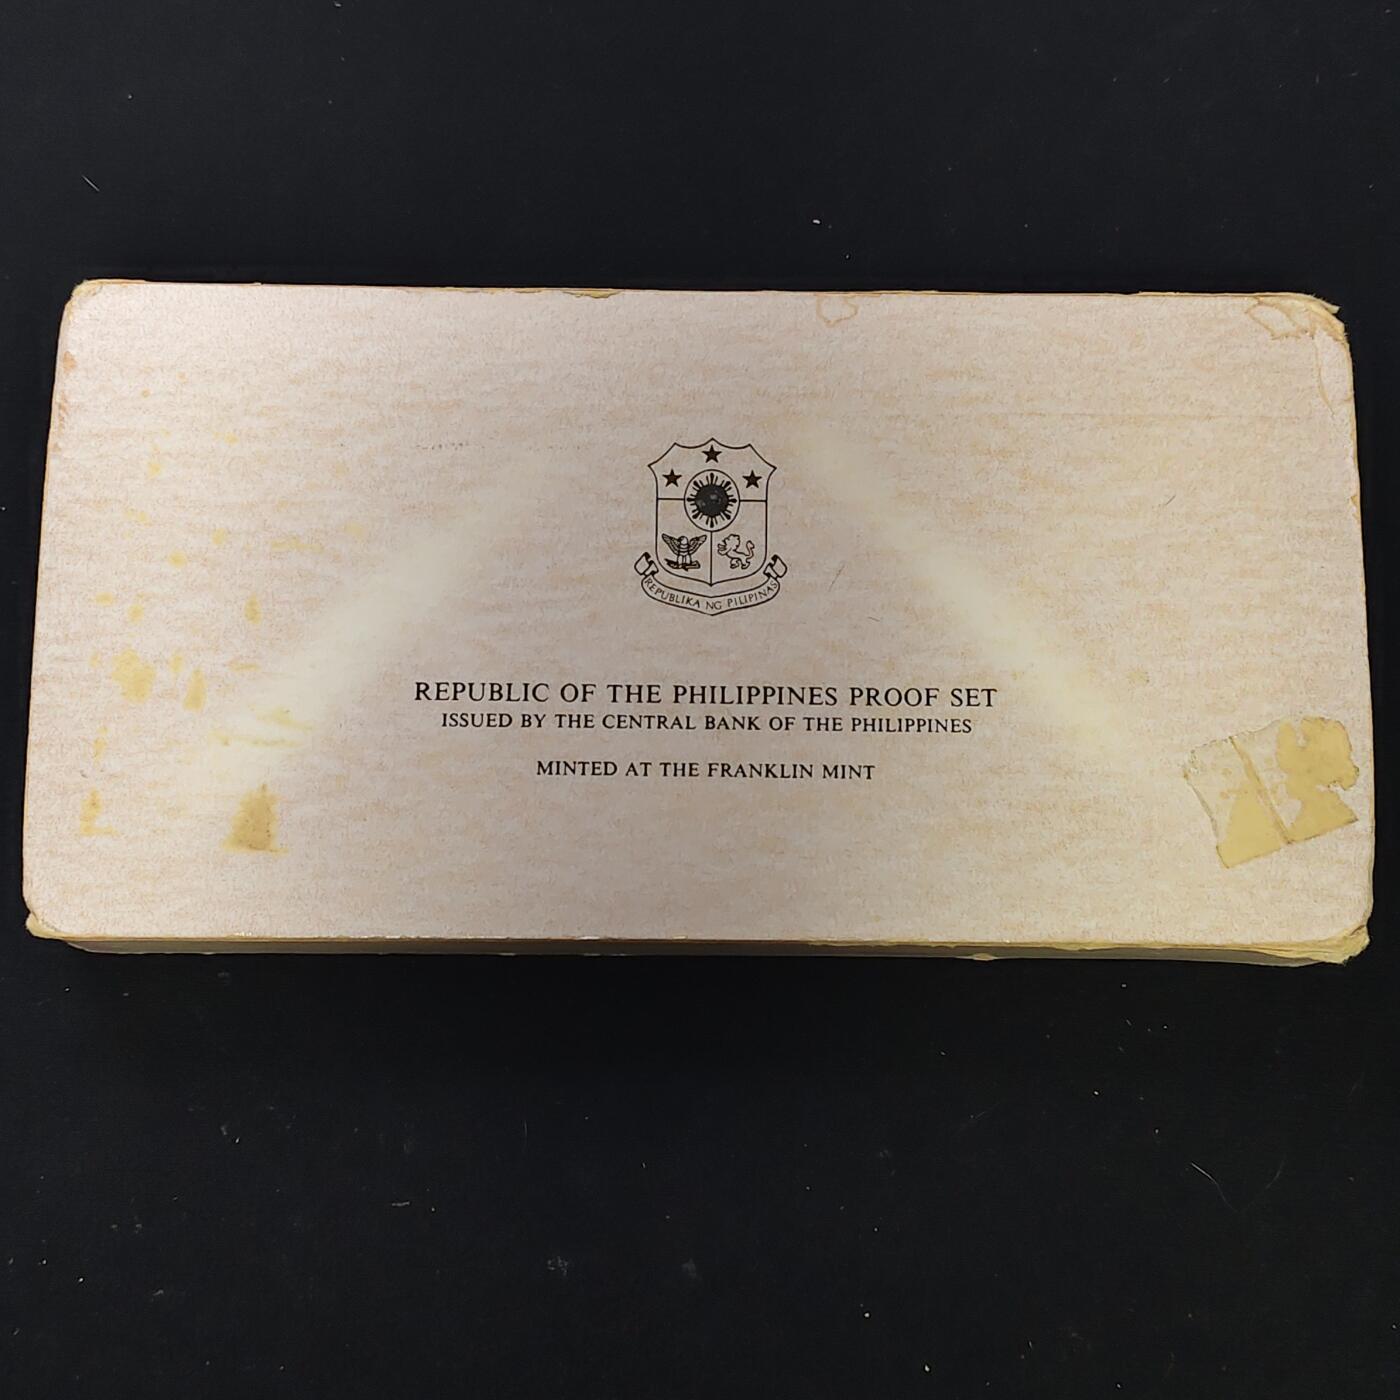 REPUBLIKA NG PILIPINAS
REPUBLIC OF THE PHILIPPINES PROOF SET
ISSUED BY THE CENTRAL BANK OF THE PHILIPPINES
MINTED AT THE FRANKLIN MINT